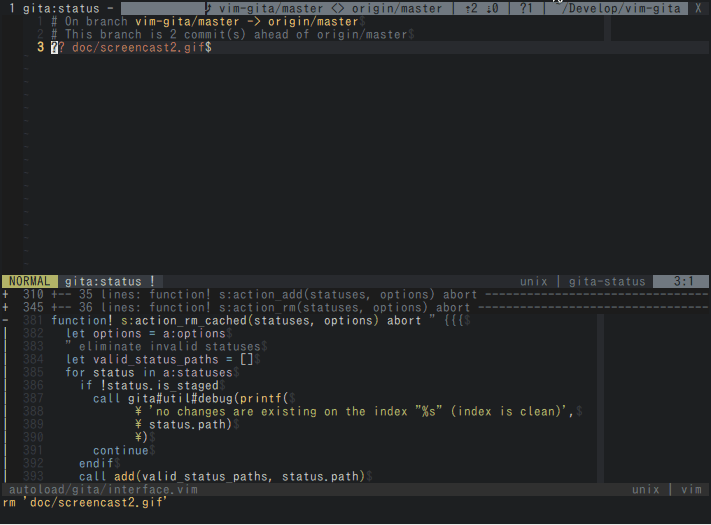 1 gita:status - vim-gita/master <> origin/master | ↑2 ↓0 | ?1 | ~/Develop/vim-gita X
1 # On branch vim-gita/master -> origin/master$
2 # This branch is 2 commit(s) ahead of origin/master$
3 ?? doc/screencast2.gif$
NORMAL gita:status ! unix | gita-status 3:1
+ 310 +-- 35 lines: function! s:action_add(statuses, options) abort --------------------------------
+ 345 +-- 36 lines: function! s:action_rm(statuses, options) abort ---------------------------------
- 381 function! s:action_rm_cached(statuses, options) abort " {{{$
| 382 let options = a:options$
| 383 " eliminate invalid statuses$
| 384 let valid_status_paths = []$
| 385 for status in a:statuses$
| 386 if !status.is_staged$
| 387 call gita#util#debug(printf($
| 388 ¥ 'no changes are existing on the index "%s" (index is clean)',$
| 389 ¥ status.path)$
| 390 ¥)$
| 391 continue$
| 392 endif$
| 393 call add(valid_status_paths, status.path)$
autoload/gita/interface.vim unix | vim
rm 'doc/screencast2.gif'